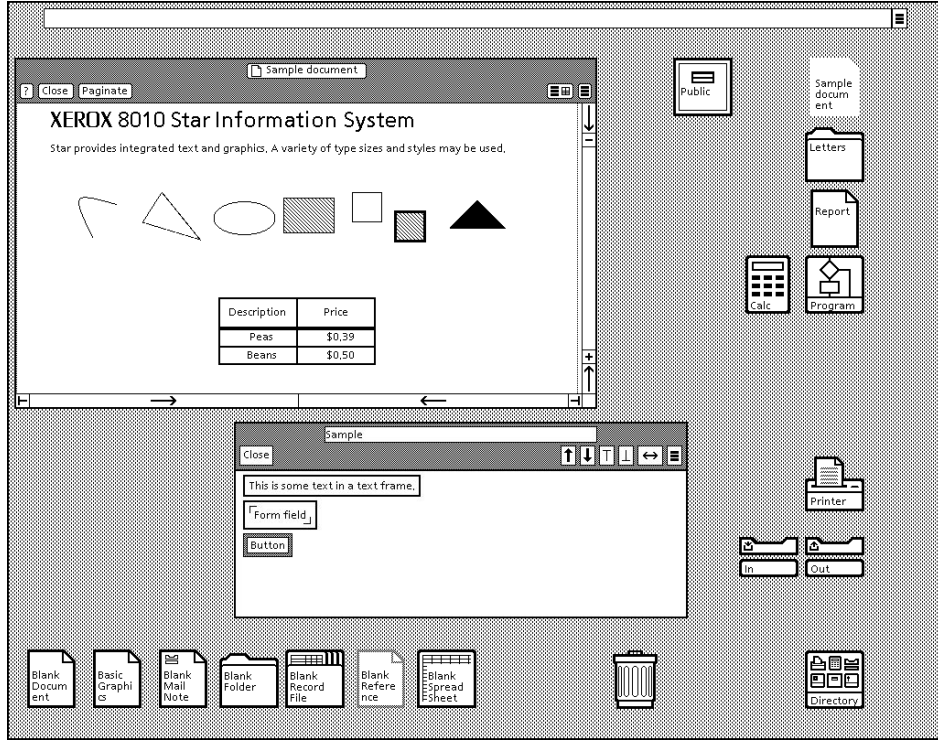 Sample document
? Close Paginate
XEROX 8010 Star Information System
Star provides integrated text and graphics. A variety of type sizes and styles may be used.
Description Price
Peas $0.39
Beans $0.50
Public
Sample
docum
ent
Letters
Report
Calc
Program
Sample
Close
This is some text in a text frame.
Form field
Button
Printer
In
Out
Blank
Docum
ent
Basic
Graphi
cs
Blank
Mail
Note
Blank
Folder
Blank
Record
File
Blank
Refere
nce
Blank
Spread
Sheet
Directory